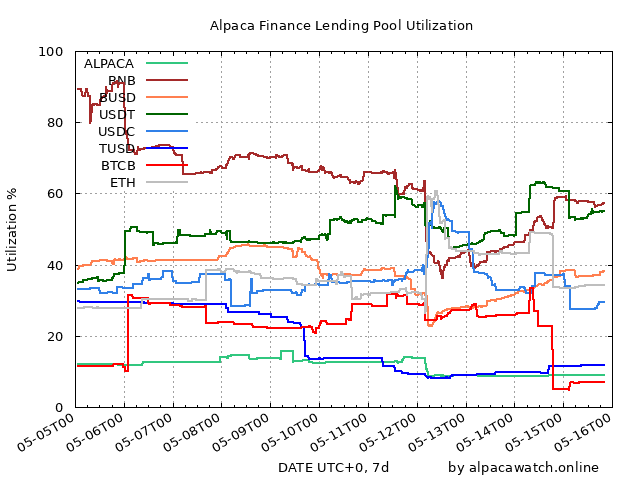 Alpaca Finance Lending Pool Utilization
Utilization %
100
80
60
40
20
0
ALPACA
BNB
BUSD
USDT
USDC
TUSD
BTCB
ETH
05-05T00
05-06T00
05-07T00
05-08T00
05-09T00
05-10T00
05-11T00
05-12T00
05-13T00
05-14T00
05-15T00
05-16T00
DATE UTC+0, 7d
by alpacawatch.online